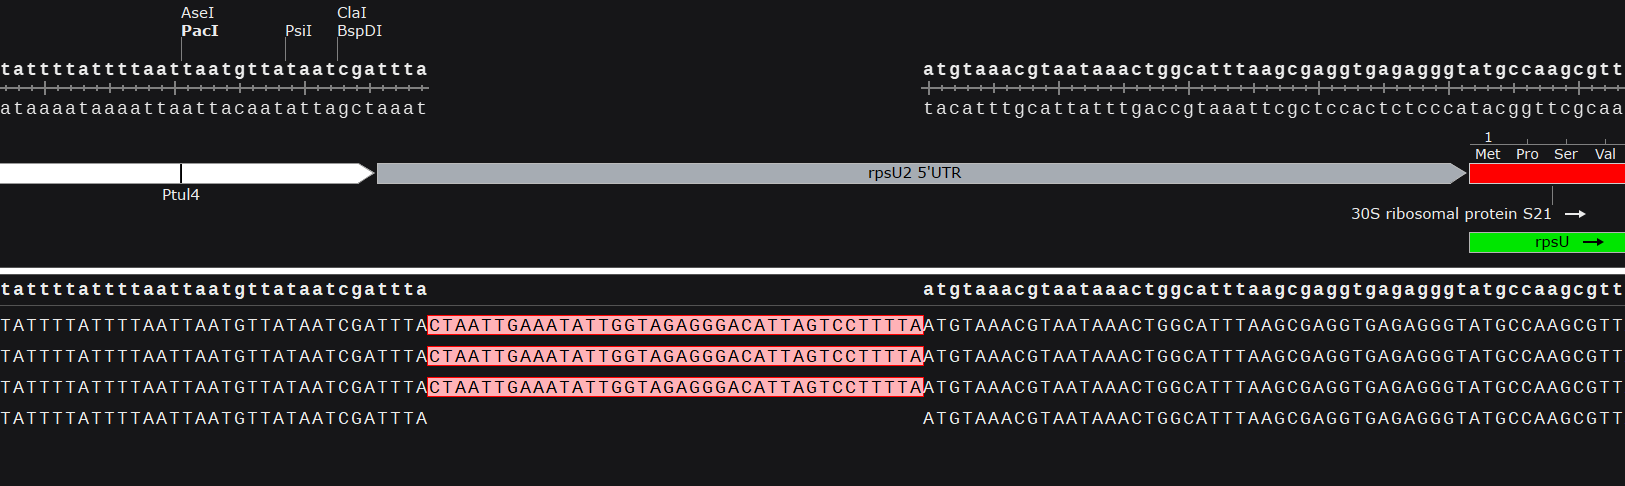 AseI ClaI
PacI PsiI BspDI
tattttattttaattaatgttataatcgattta atgtaaacgtaataaactggcatttaagcgaggtgagagggtatgccaagcgtt
ataaaataaaattaattacaatattagctaaat tacatttgcattatttgaccgtaaattcgctccactctcccatacggttcgcaa
1
Met Pro Ser Val
rpsU2 5'UTR
Ptul4
30S ribosomal protein S21 →
rpsU →
tattttattttaattaatgttataatcgattta atgtaaacgtaataaactggcatttaagcgaggtgagagggtatgccaagcgtt
TATTTTATTTTAATTAATGTTATAATCGATTTACTAATTGAAATATTGGTAGAGGGACATTAGTCCTTTTAATGTAAACGTAATAAACTGGCATTTAAGCGAGGTGAGAGGGTATGCCAAGCGTT
TATTTTATTTTAATTAATGTTATAATCGATTTACTAATTGAAATATTGGTAGAGGGACATTAGTCCTTTTAATGTAAACGTAATAAACTGGCATTTAAGCGAGGTGAGAGGGTATGCCAAGCGTT
TATTTTATTTTAATTAATGTTATAATCGATTTACTAATTGAAATATTGGTAGAGGGACATTAGTCCTTTTAATGTAAACGTAATAAACTGGCATTTAAGCGAGGTGAGAGGGTATGCCAAGCGTT
TATTTTATTTTAATTAATGTTATAATCGATTTA ATGTAAACGTAATAAACTGGCATTTAAGCGAGGTGAGAGGGTATGCCAAGCGTT